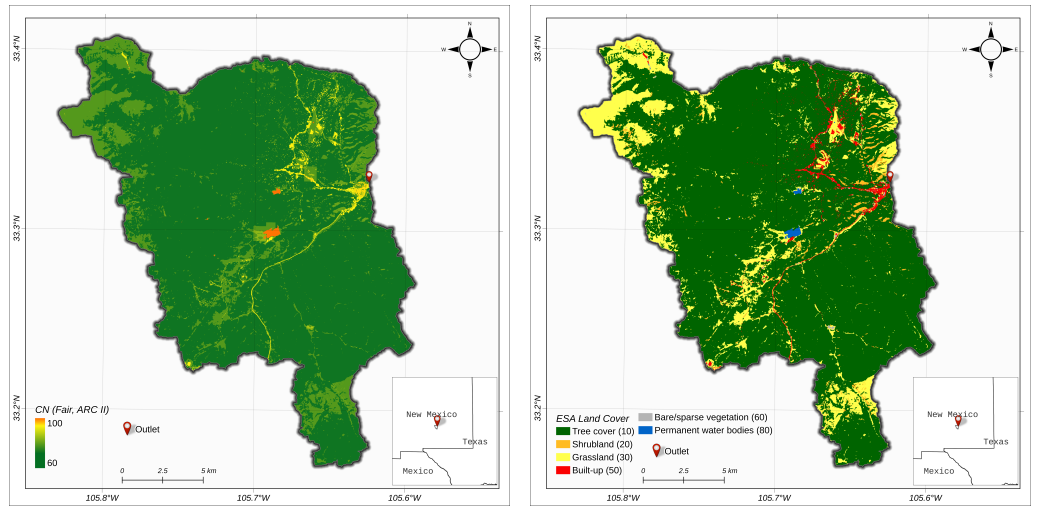 33.4°N
33.3°N
33.2°N
N
W
E
S
CN (Fair, ARC II)
100
60
Outlet
0
2.5
5 km
New Mexico
Texas
Mexico
105.8°W
105.7°W
105.6°W
33.4°N
33.3°N
33.2°N
N
W
E
S
ESA Land Cover
Tree cover (10)
Shrubland (20)
Grassland (30)
Built-up (50)
Bare/sparse vegetation (60)
Permanent water bodies (80)
Outlet
0
2.5
5 km
New Mexico
Texas
Mexico
105.8°W
105.7°W
105.6°W